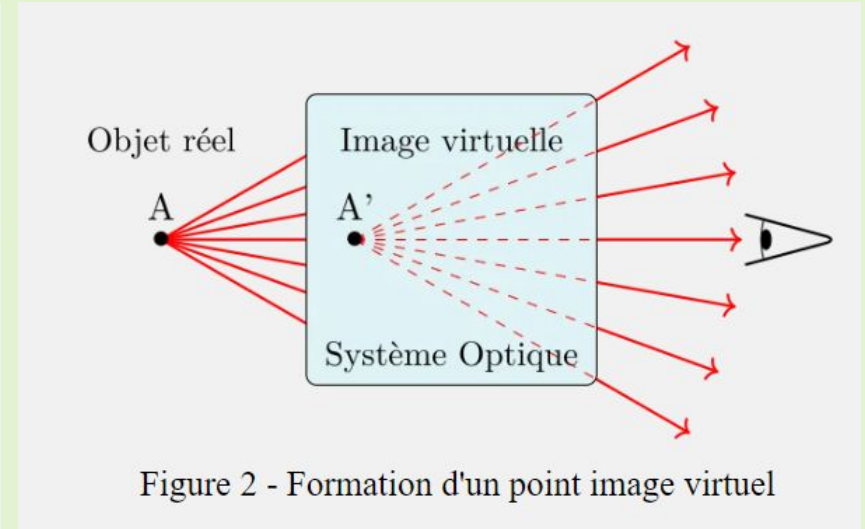 Objet réel
Image virtuelle
A
A'
Système Optique
Figure 2 - Formation d'un point image virtuel